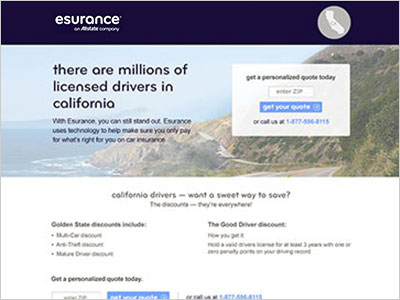 esurance®
an Allstate company
there are millions of
licensed drivers in
california
With Esurance, you can still stand out. Esurance
uses technology to help make sure you only pay
for what's right for you on car insurance
get a personalized quote today
enter ZIP
get your quote
or call us at 1-877-596-8115
california drivers — want a sweet way to save?
The discounts — they're everywhere!
Golden State discounts include:
• Multi-Car discount
• Anti-Theft discount
• Mature Driver discount
The Good Driver discount:
How you get it
Hold a valid drivers license for at least 3 years with one or
zero penalty points on your driving record
Get a personalized quote today.
enter ZIP
get your quote
or call us at 1-877-596-8115